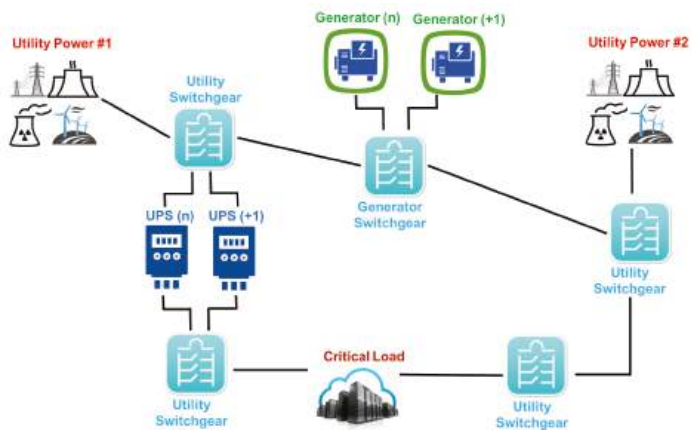 Generator (n)
Generator (+1)
Utility Power #1
Utility Power #2
Utility
Switchgear
Generator
Switchgear
UPS (n)
UPS (+1)
Utility
Switchgear
Critical Load
Utility
Switchgear
Utility
Switchgear